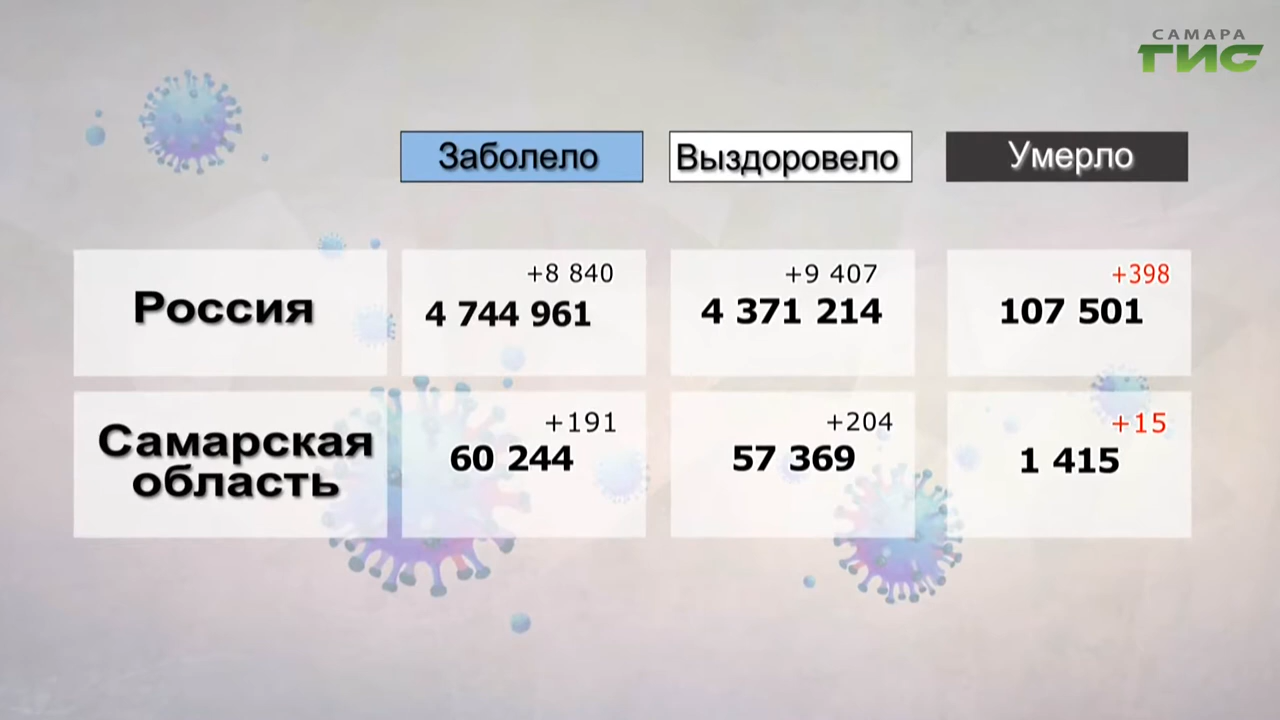 САМАРА
ГИС
Заболело Выздоровело Умерло
+8 840 +9 407 +398
Россия 4 744 961 4 371 214 107 501
+191 +204 +15
Самарская
область 60 244 57 369 1 415